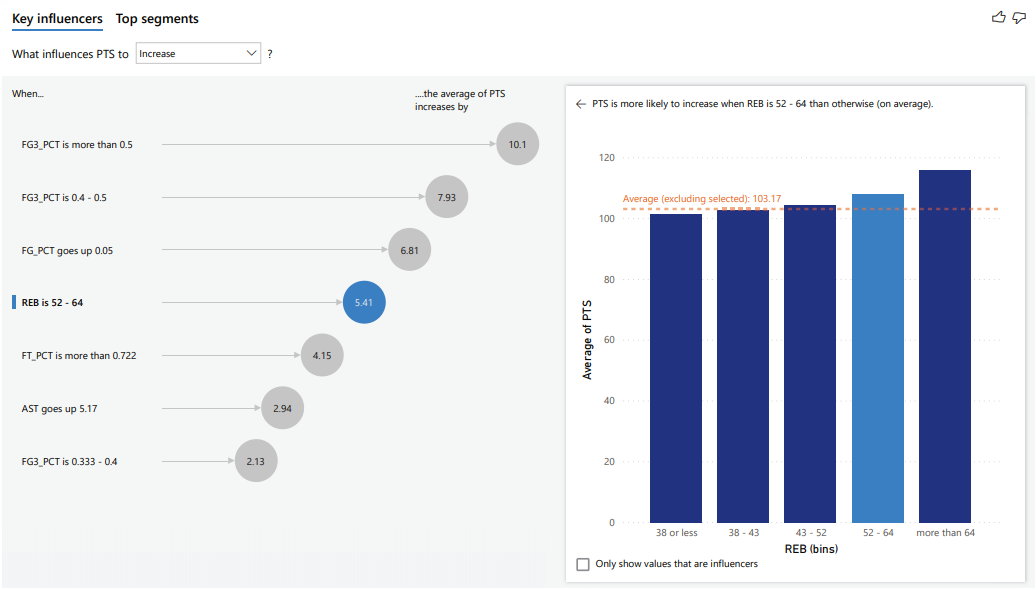 Key influencers Top segments
What influences PTS to Increase ?
When...
....the average of PTS
increases by
FG3_PCT is more than 0.5 10.1
FG3_PCT is 0.4 - 0.5 7.93
FG_PCT goes up 0.05 6.81
REB is 52 - 64 5.41
FT_PCT is more than 0.722 4.15
AST goes up 5.17 2.94
FG3_PCT is 0.333 - 0.4 2.13
PTS is more likely to increase when REB is 52 - 64 than otherwise (on average).
Average of PTS
120
Average (excluding selected): 103.17
100
80
60
40
20
0
38 or less 38 - 43 43 - 52 52 - 64 more than 64
REB (bins)
Only show values that are influencers